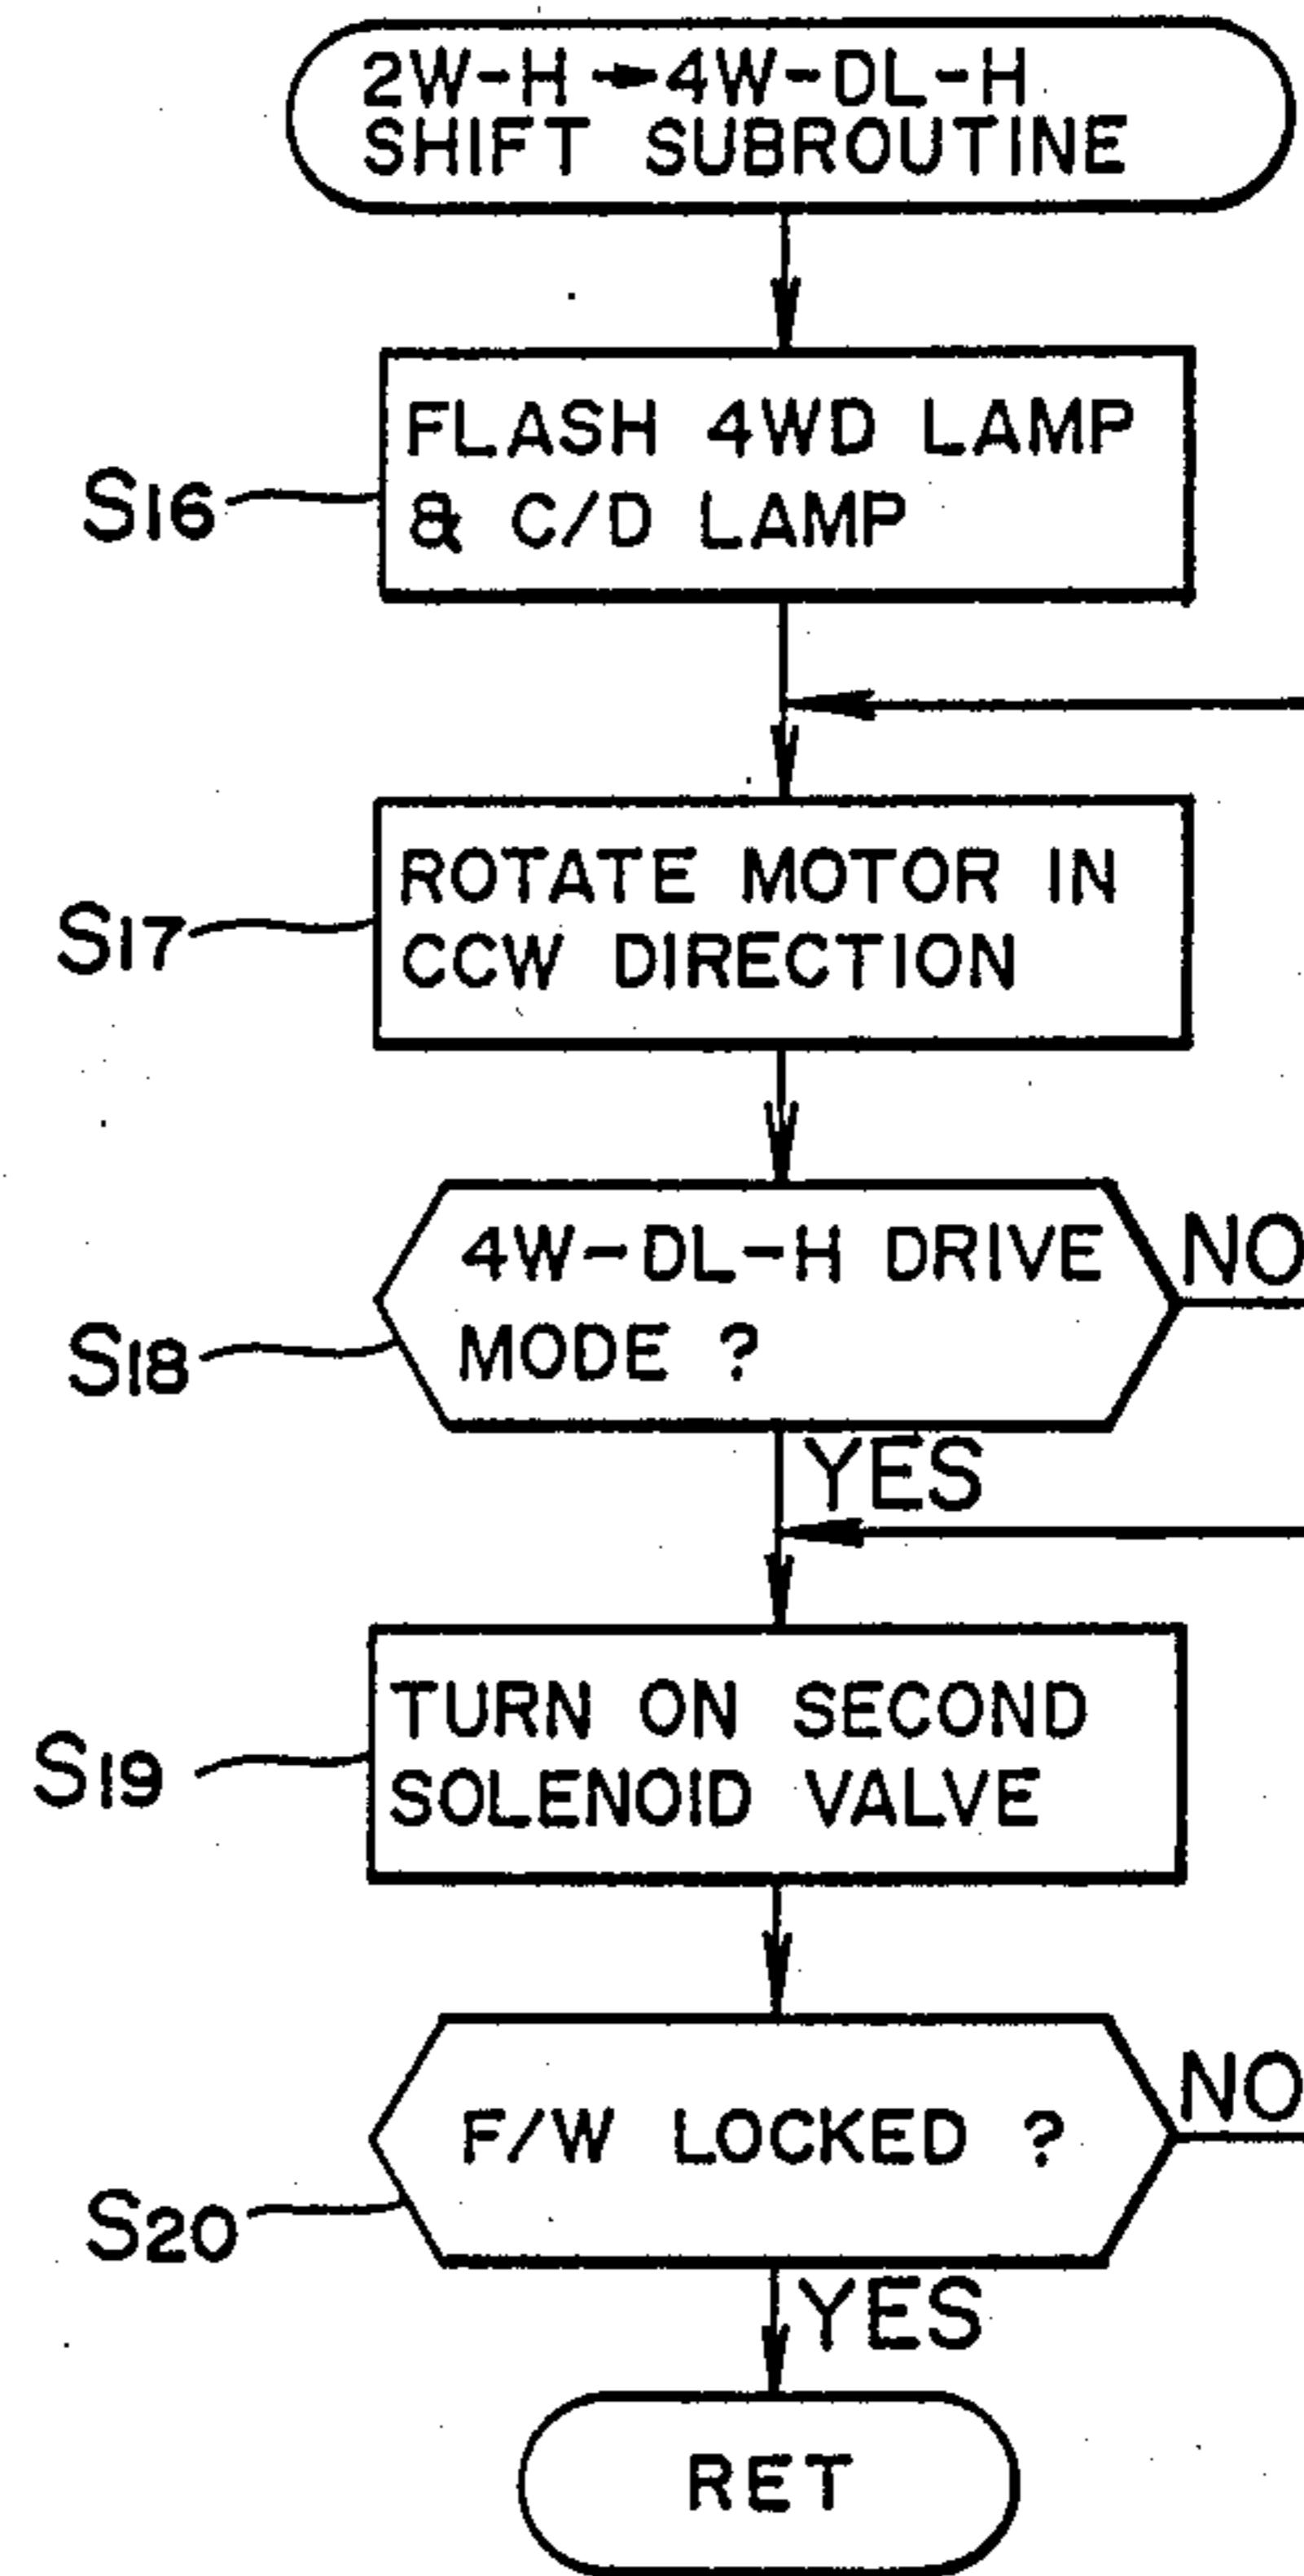 2W-H→4W-DL-H
SHIFT SUBROUTINE
FLASH 4WD LAMP
& C/D LAMP
S16
ROTATE MOTOR IN
CCW DIRECTION
S17
4W-DL-H DRIVE
MODE ?
NO
S18
YES
TURN ON SECOND
SOLENOID VALVE
S19
F/W LOCKED ?
NO
S20
YES
RET